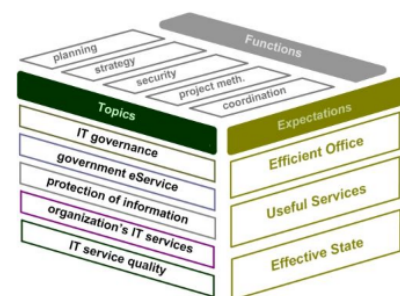 Functions
planning
strategy
security
project meth.
coordination
Topics
IT governance
government eService
protection of information
organization's IT services
IT service quality
Expectations
Efficient Office
Useful Services
Effective State